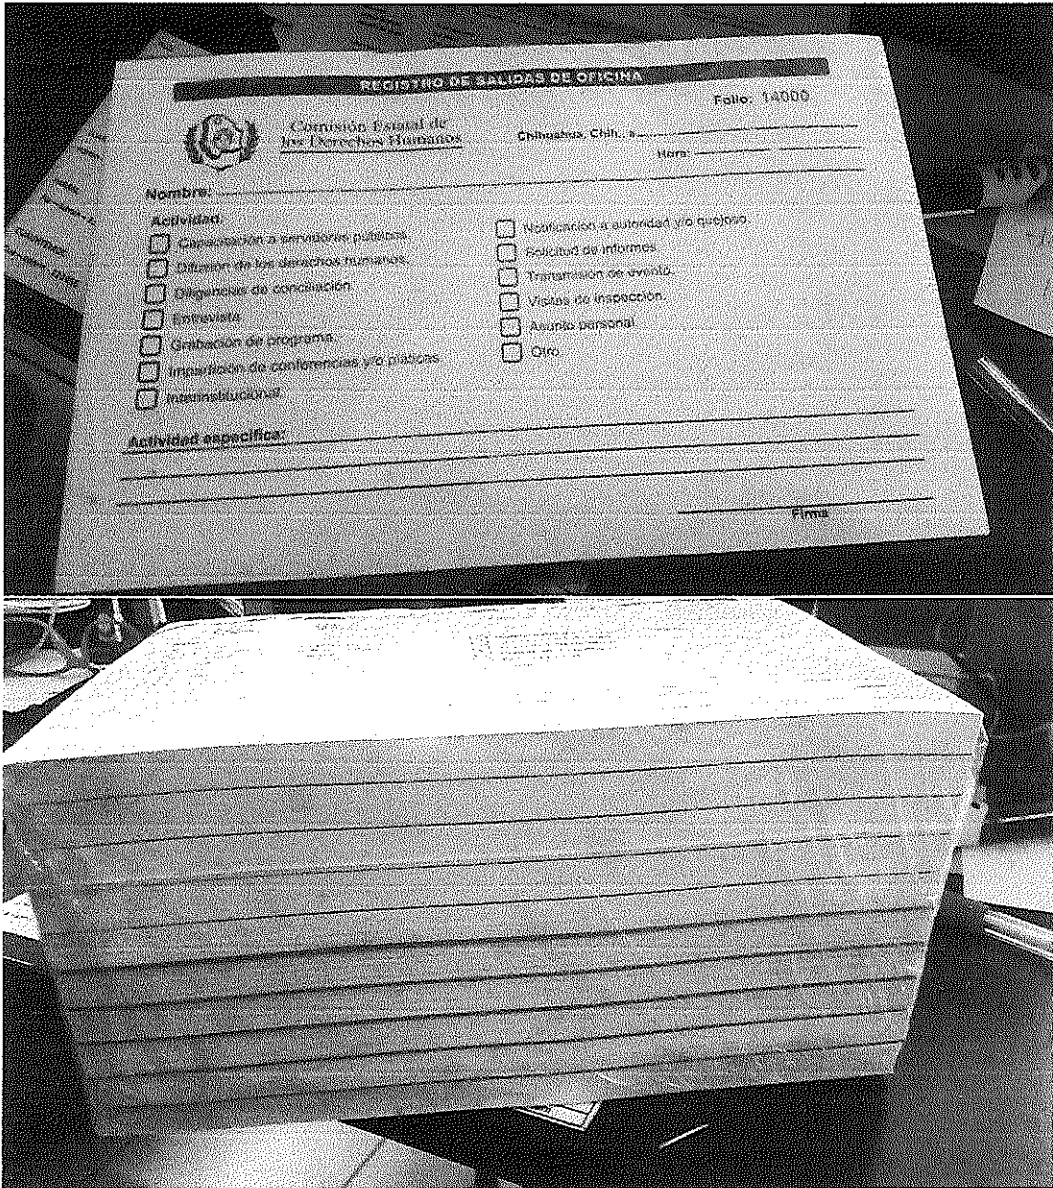 REGISTRO DE SALIDAS DE OFICINA
Folio: 14000
Comisión Estatal de
los Derechos Humanos
Chihuahua, Chih., a
Hora:
Nombre:
Actividad:
Capacitación a servidores públicos.
Difusión de los derechos humanos.
Diligencias de conciliación.
Entrevista.
Grabación de programa.
Impartición de conferencias y/o pláticas.
Interinstitucional.
Notificación a autoridad y/o quejoso.
Solicitud de informes.
Transmisión de evento.
Visitas de inspección.
Asunto personal.
Otro.
Actividad específica:
Firma